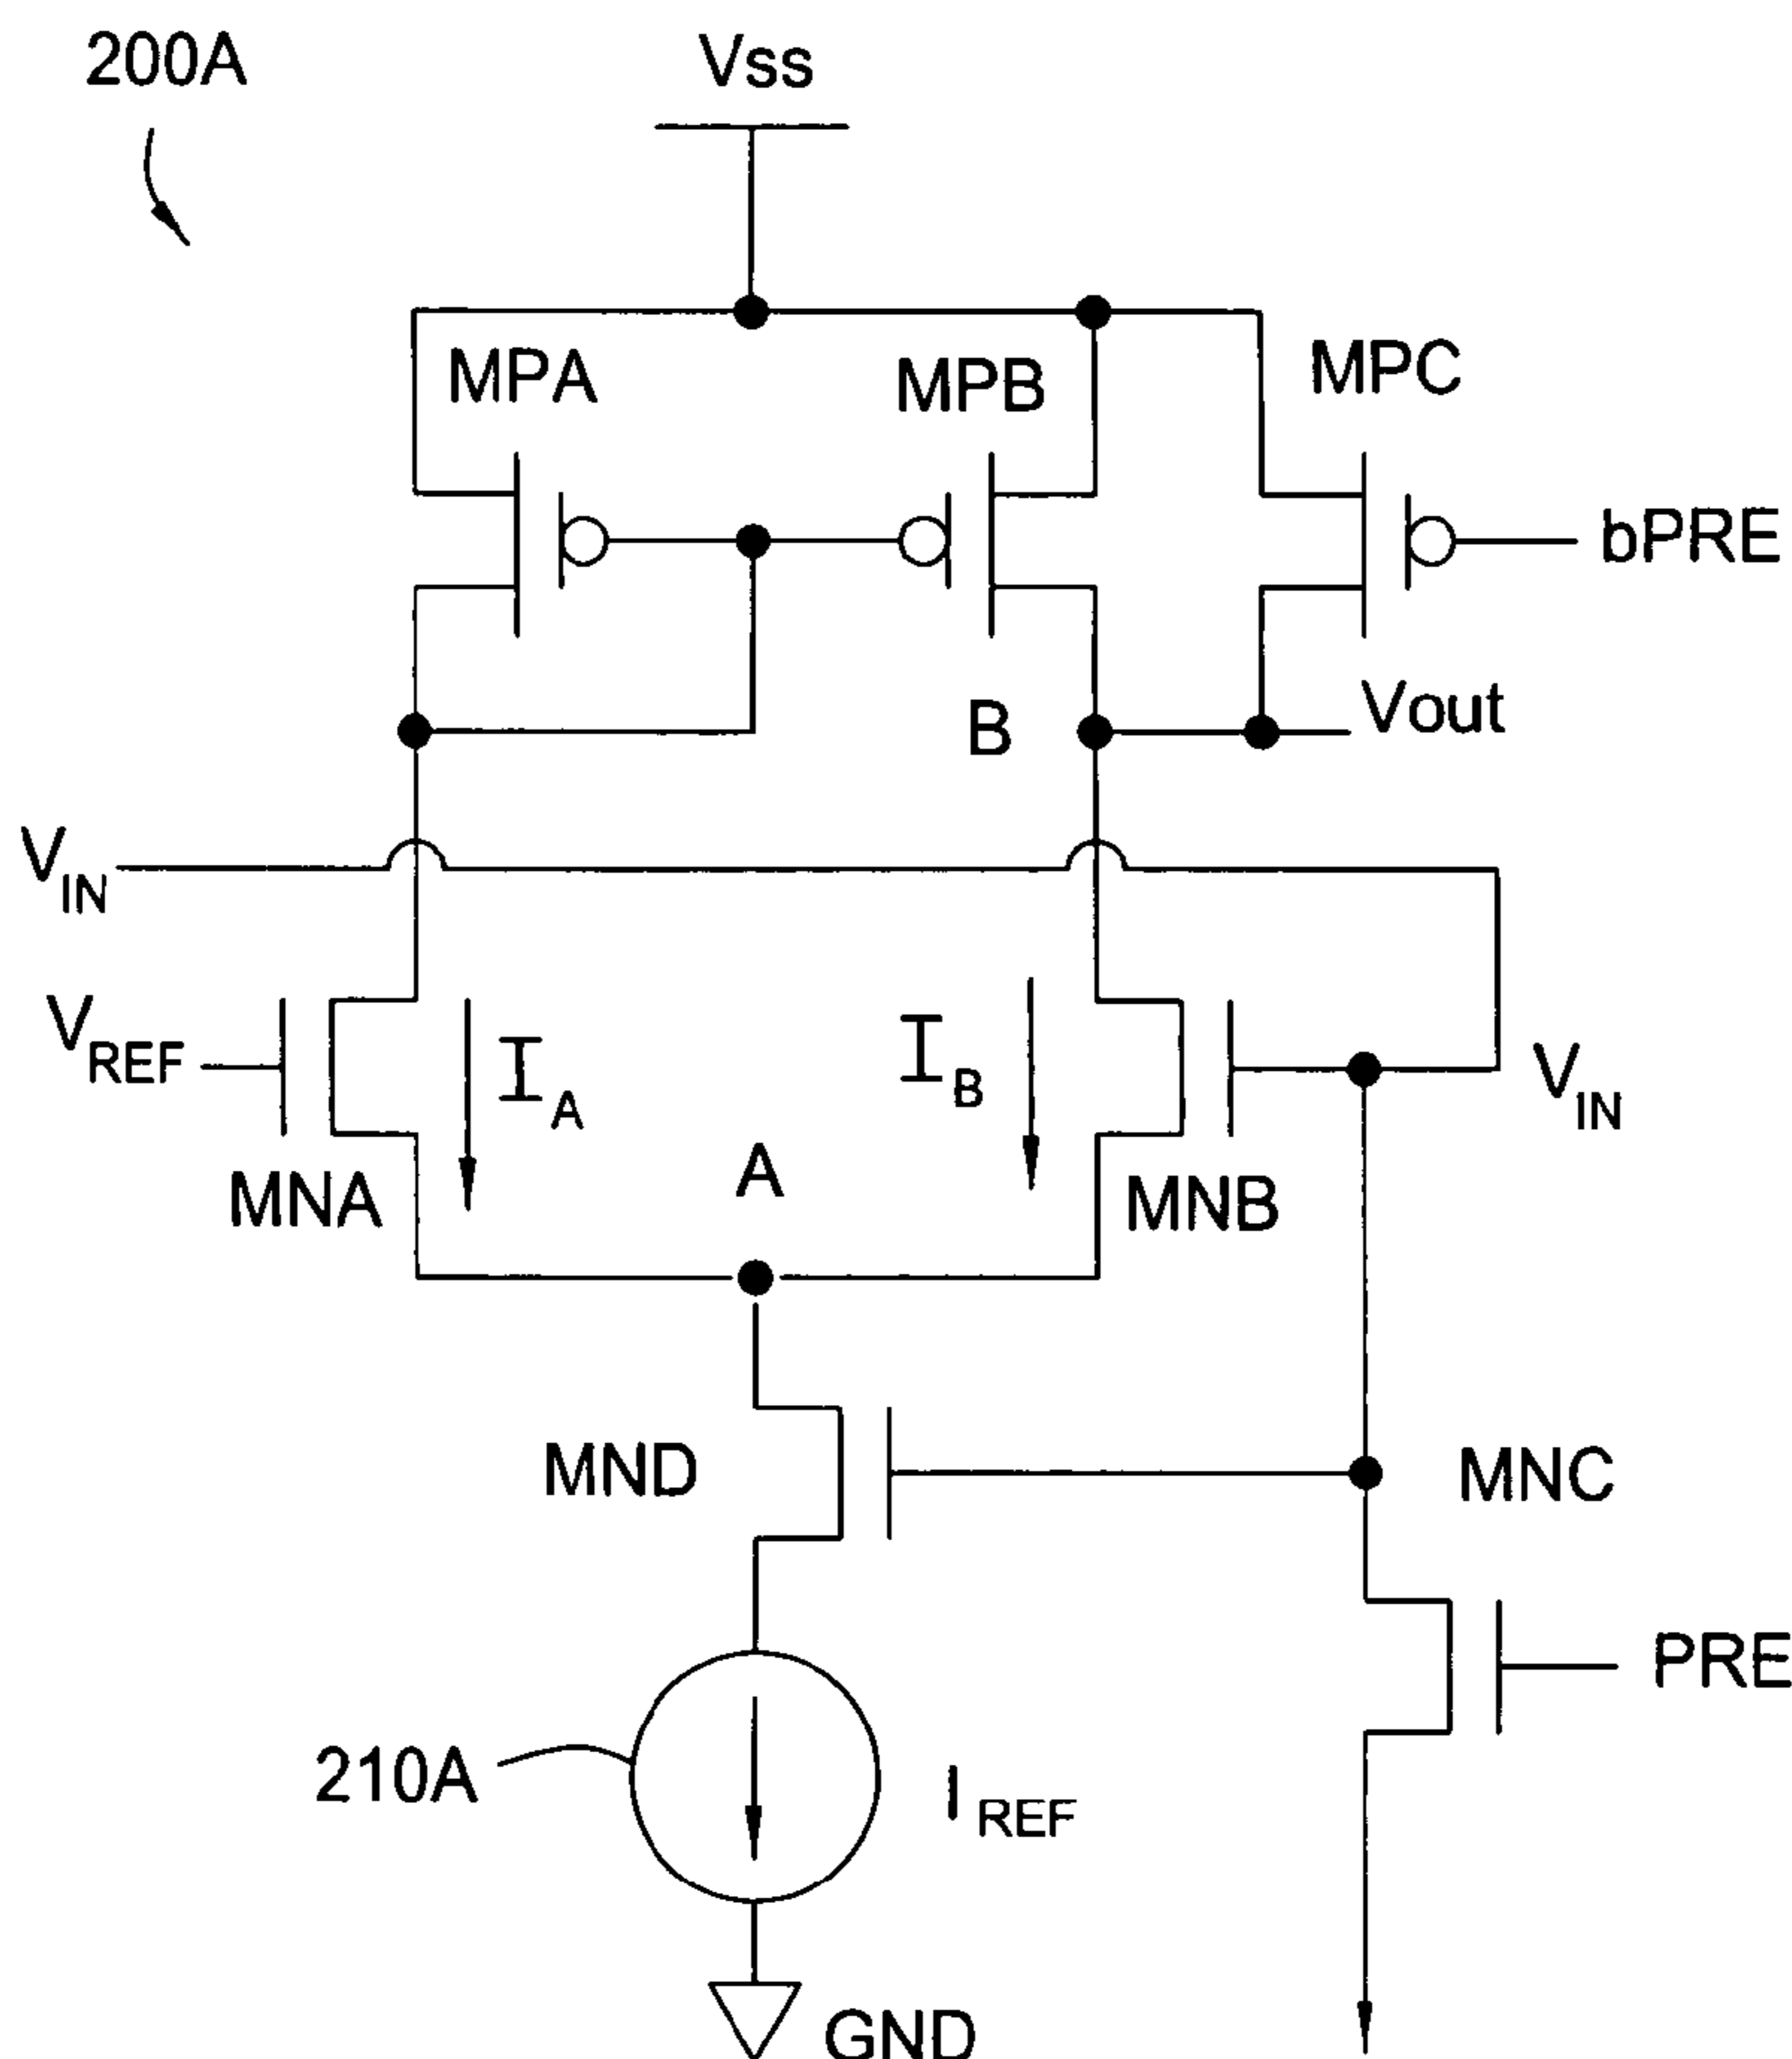 200A
Vss
MPA
MPB
MPC
bPRE
B
Vout
VIN
VREF
IA
IB
VIN
MNA
A
MNB
MND
MNC
PRE
210A
IREF
GND